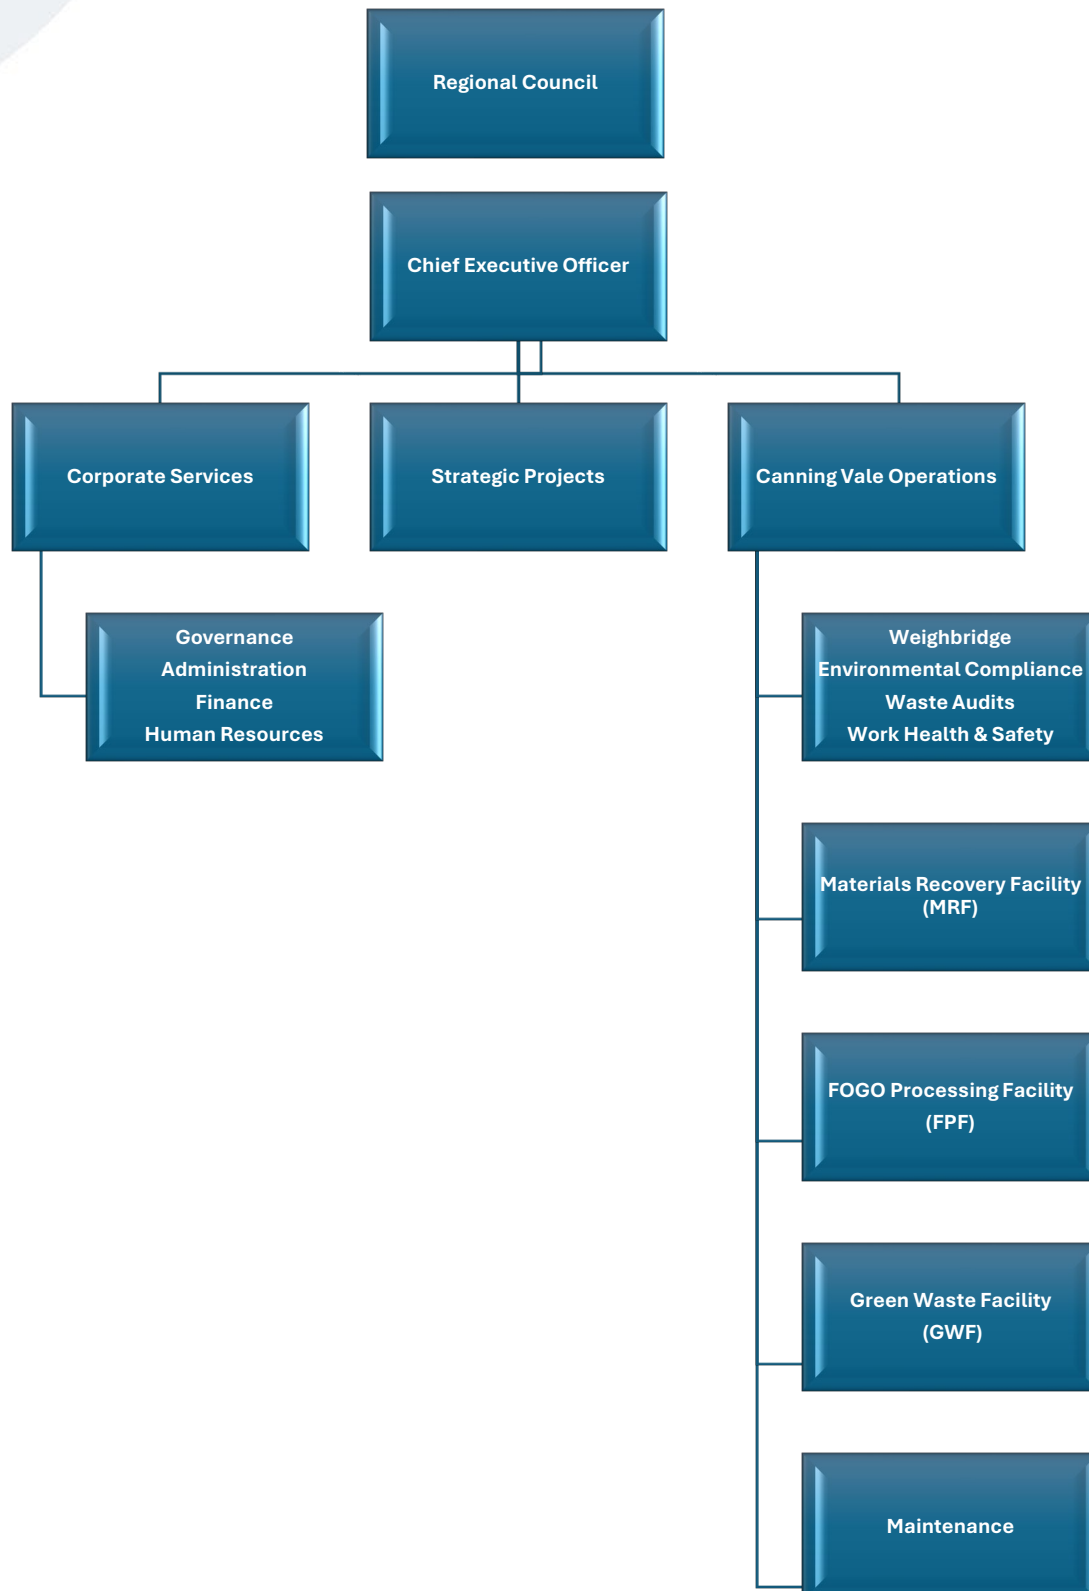 Regional Council
Chief Executive Officer
Corporate Services
Strategic Projects
Canning Vale Operations
Governance
Administration
Finance
Human Resources
Weighbridge
Environmental Compliance
Waste Audits
Work Health & Safety
Materials Recovery Facility
(MRF)
FOGO Processing Facility
(FPF)
Green Waste Facility
(GWF)
Maintenance